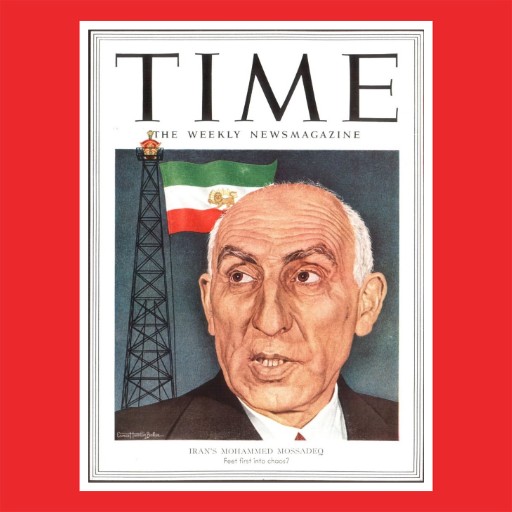 TIME
THE WEEKLY NEWSMAGAZINE
IRAN'S MOHAMMED MOSSADEQ
Feet first into chaos?